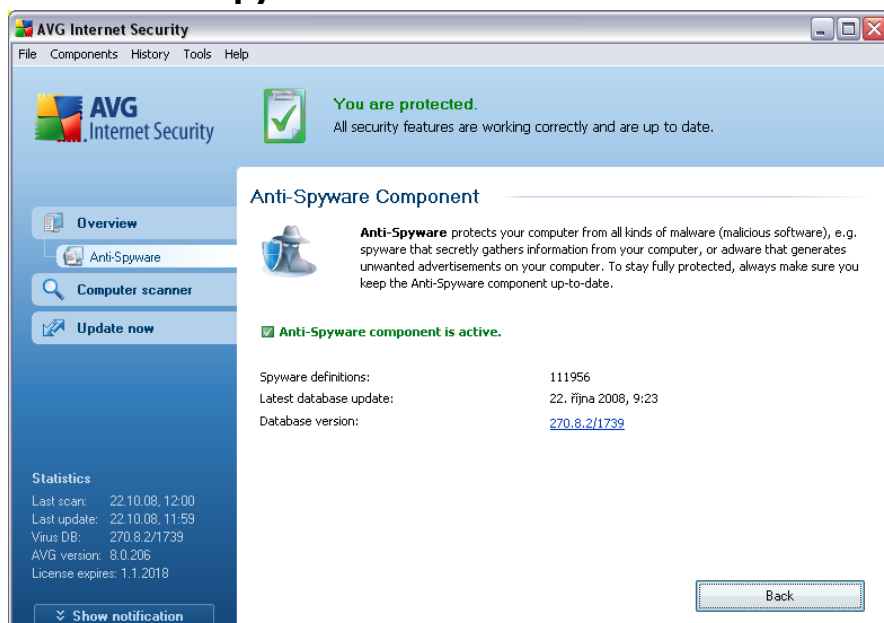 AVG Internet Security
File Components History Tools Help
AVG
Internet Security
You are protected.
All security features are working correctly and are up to date.
Overview
Anti-Spyware
Computer scanner
Update now
Anti-Spyware Component
Anti-Spyware protects your computer from all kinds of malware (malicious software), e.g.
spyware that secretly gathers information from your computer, or adware that generates
unwanted advertisements on your computer. To stay fully protected, always make sure you
keep the Anti-Spyware component up-to-date.
Anti-Spyware component is active.
Spyware definitions: 111956
Latest database update: 22. října 2008, 9:23
Database version: 270.8.2/1739
Statistics
Last scan: 22.10.08, 12:00
Last update: 22.10.08, 11:59
Virus DB: 270.8.2/1739
AVG version: 8.0.206
License expires: 1.1.2018
Show notification
Back